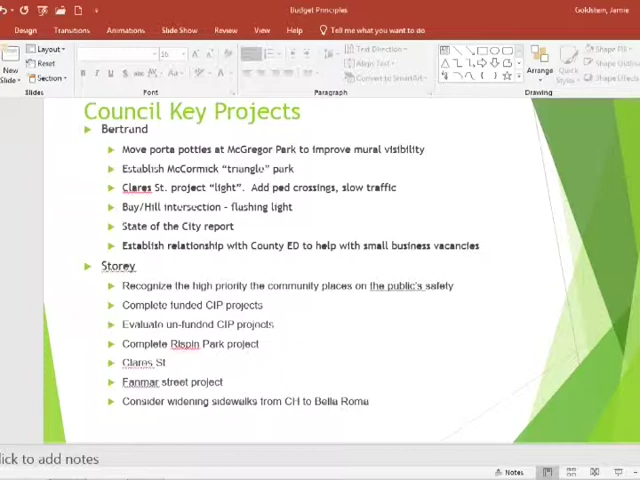 Budget Principles
Goldstein, Jamie
Design Transitions Animations Slide Show Review View Help Tell me what you want to do
Layout
Reset
Section
New
Slide
Slides
Font
Paragraph
16
Text Direction
Align Text
Convert to SmartArt
Arrange
Quick
Styles
Shape Fill
Shape Outline
Shape Effects
Drawing
Council Key Projects
Bertrand
Move porta potties at McGregor Park to improve mural visibility
Establish McCormick “triangle” park
Clares St. project “light”. Add ped crossings, slow traffic
Bay/Hill intersection – flashing light
State of the City report
Establish relationship with County ED to help with small business vacancies
Storey
Recognize the high priority the community places on the public's safety
Complete funded CIP projects
Evaluate un-funded CIP projects
Complete Rispin Park project
Clares St
Fanmar street project
Consider widening sidewalks from CH to Bella Roma
lick to add notes
Notes